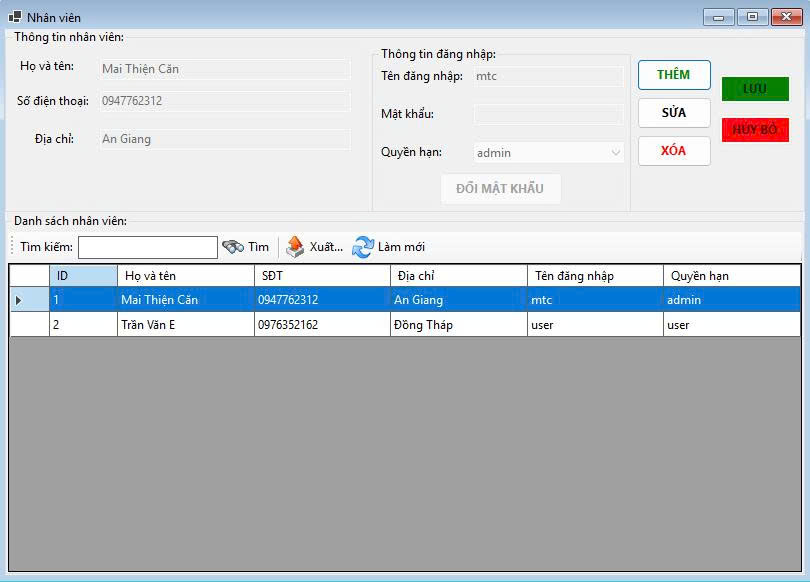 Nhân viên
Thông tin nhân viên:
Họ và tên: Mai Thiện Căn
Số điện thoại: 0947762312
Địa chỉ: An Giang
Thông tin đăng nhập:
Tên đăng nhập: mtc
Mật khẩu:
Quyền hạn: admin
ĐỔI MẬT KHẨU
THÊM
SỬA
XÓA
LƯU
HỦY BỎ
Danh sách nhân viên:
Tìm kiếm: Tìm Xuất... Làm mới
ID Họ và tên SĐT Địa chỉ Tên đăng nhập Quyền hạn
1 Mai Thiện Căn 0947762312 An Giang mtc admin
2 Trần Văn E 0976352162 Đồng Tháp user user